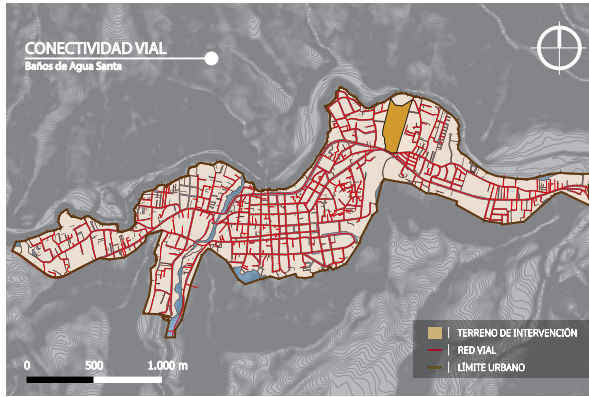 CONECTIVIDAD VIAL
Baños de Agua Santa
0 500 1.000 m
TERRENO DE INTERVENCIÓN
RED VIAL
LÍMITE URBANO